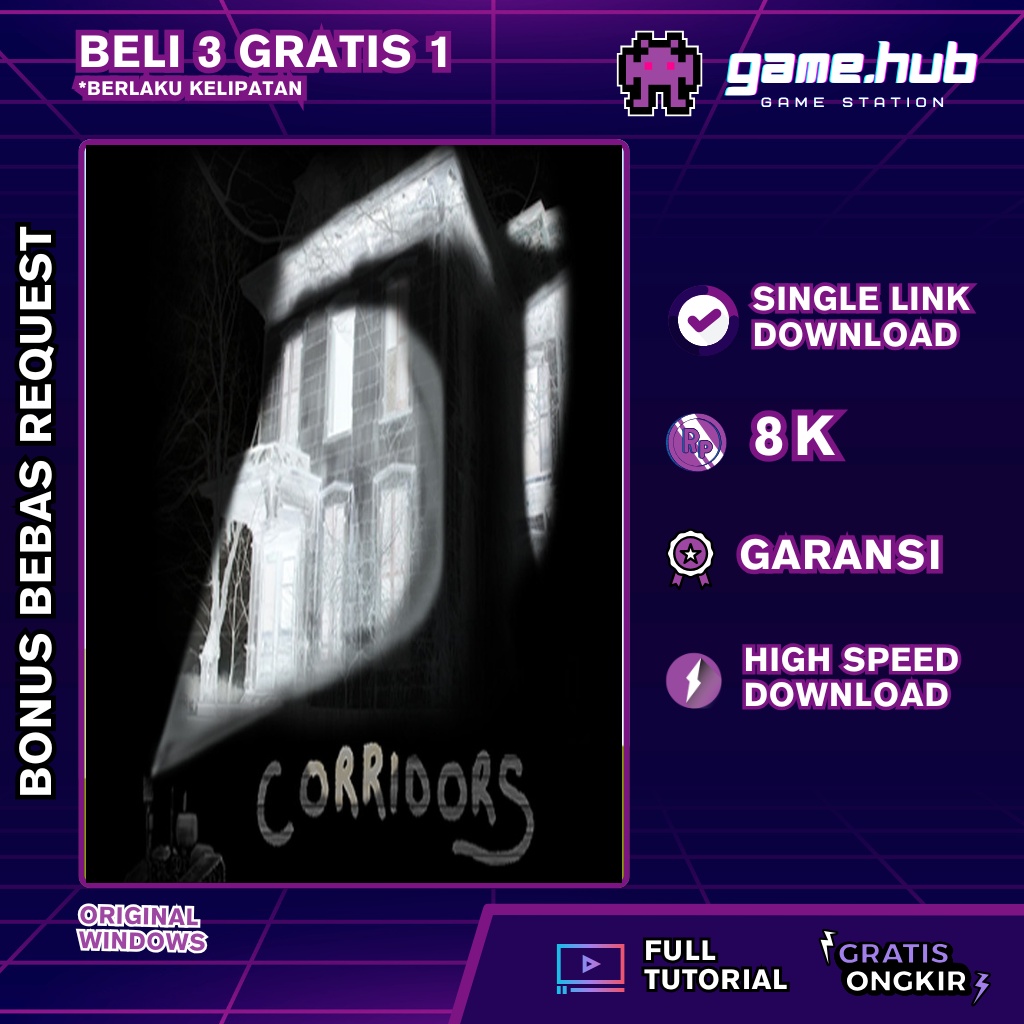 BELI 3 GRATIS 1
*BERLAKU KELIPATAN
game.hub
GAME STATION
BONUS BEBAS REQUEST
SINGLE LINK
DOWNLOAD
Rp
8K
GARANSI
HIGH SPEED
DOWNLOAD
CORRIDORS
ORIGINAL
WINDOWS
FULL
TUTORIAL
GRATIS
ONGKIR